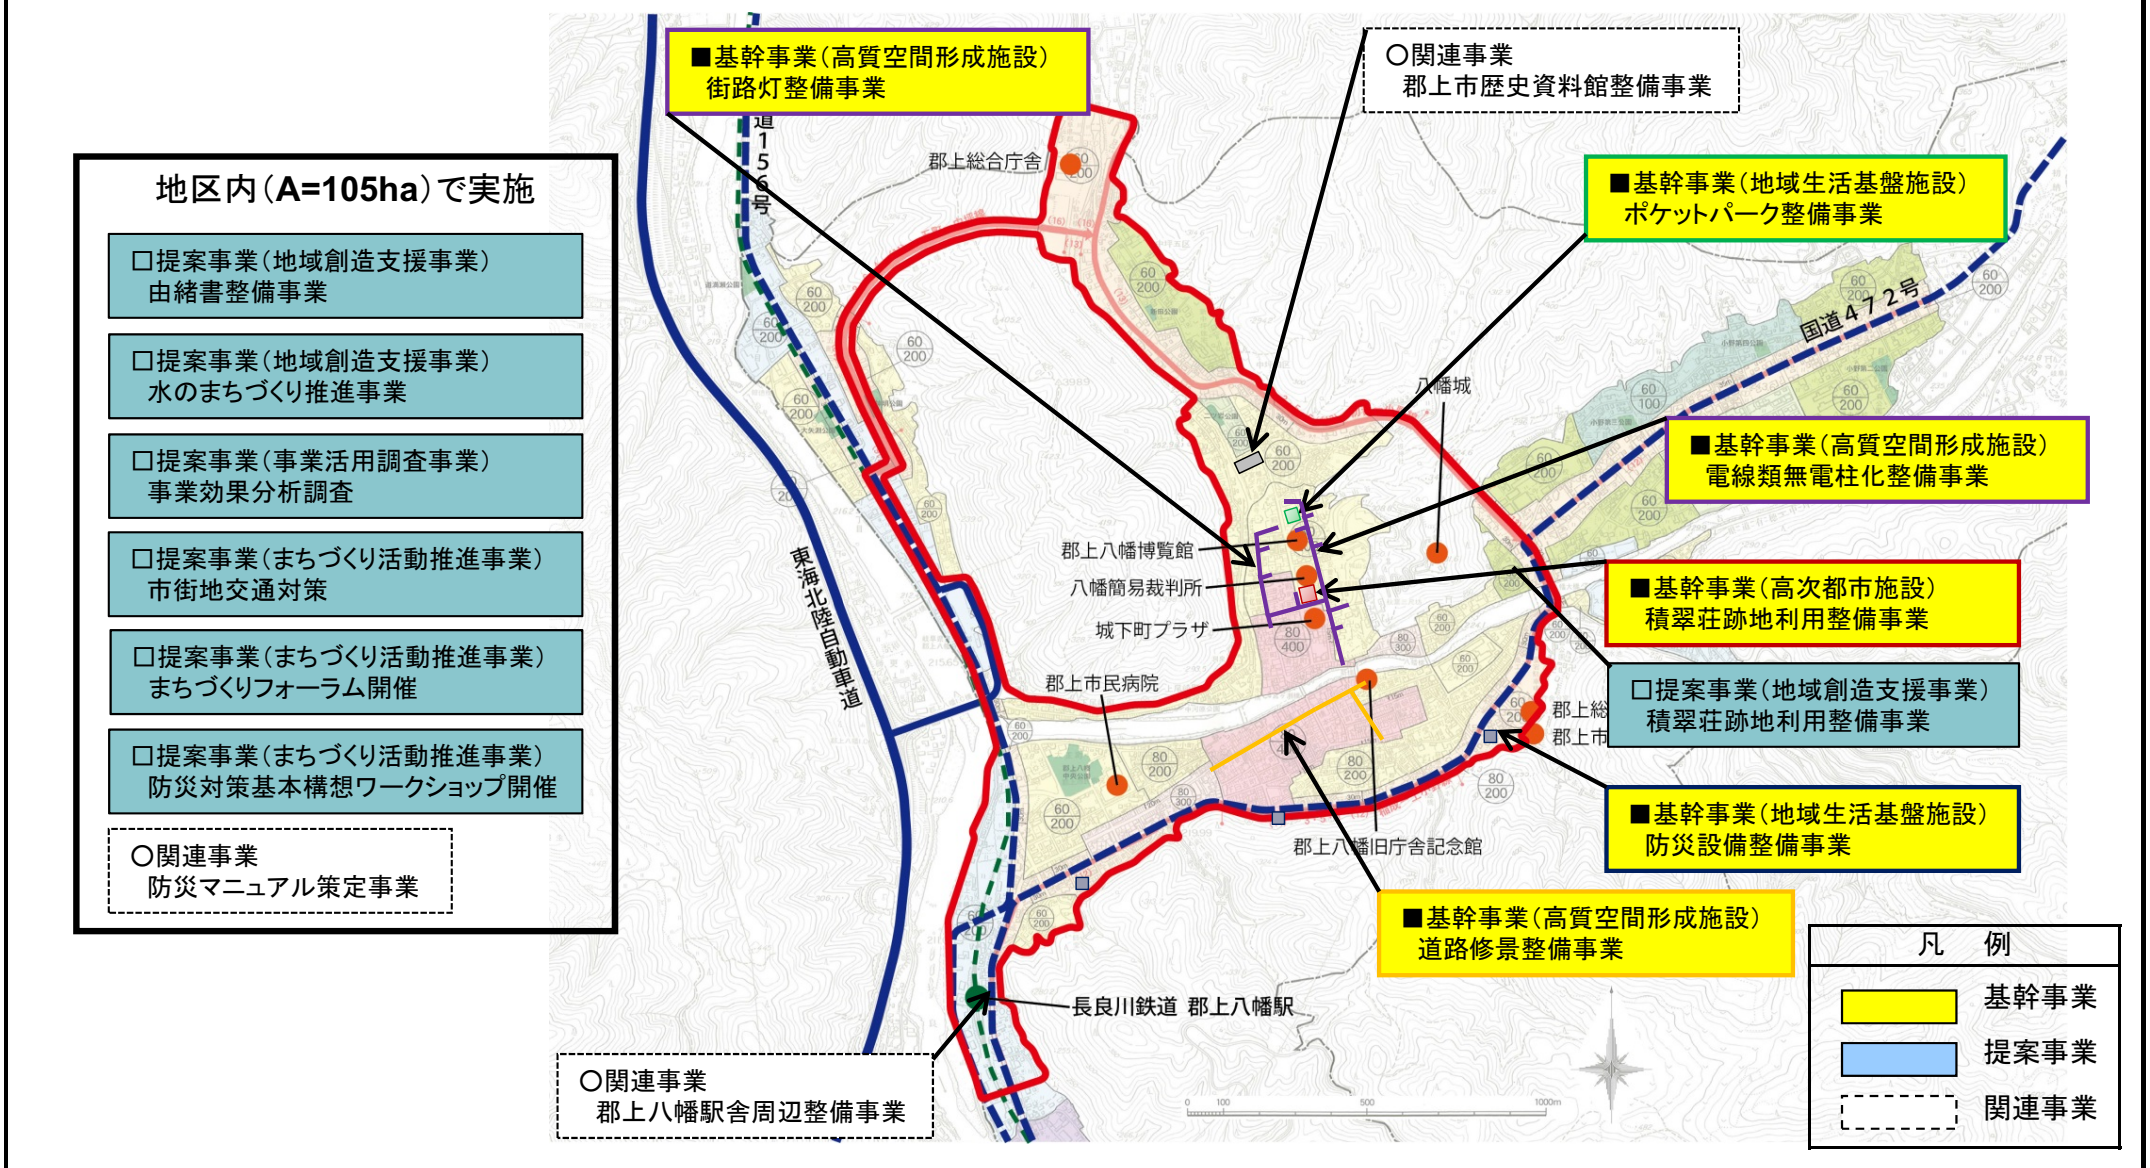 ■基幹事業(高質空間形成施設)
街路灯整備事業
○関連事業
郡上市歴史資料館整備事業
地区内(A=105ha)で実施
□提案事業(地域創造支援事業)
由緒書整備事業
□提案事業(地域創造支援事業)
水のまちづくり推進事業
□提案事業(事業活用調査事業)
事業効果分析調査
□提案事業(まちづくり活動推進事業)
市街地交通対策
□提案事業(まちづくり活動推進事業)
まちづくりフォーラム開催
□提案事業(まちづくり活動推進事業)
防災対策基本構想ワークショップ開催
○関連事業
防災マニュアル策定事業
道156号
郡上総合庁舎
■基幹事業(地域生活基盤施設)
ポケットパーク整備事業
国道472号
八幡城
■基幹事業(高質空間形成施設)
電線類無電柱化整備事業
郡上八幡博覧館
八幡簡易裁判所
城下町プラザ
東海北陸自動車道
郡上市民病院
■基幹事業(高次都市施設)
積翠荘跡地利用整備事業
□提案事業(地域創造支援事業)
積翠荘跡地利用整備事業
郡上総
郡上市
■基幹事業(地域生活基盤施設)
防災設備整備事業
郡上八幡旧庁舎記念館
■基幹事業(高質空間形成施設)
道路修景整備事業
長良川鉄道 郡上八幡駅
○関連事業
郡上八幡駅舎周辺整備事業
0 100 500 1000m
凡 例
基幹事業
提案事業
関連事業